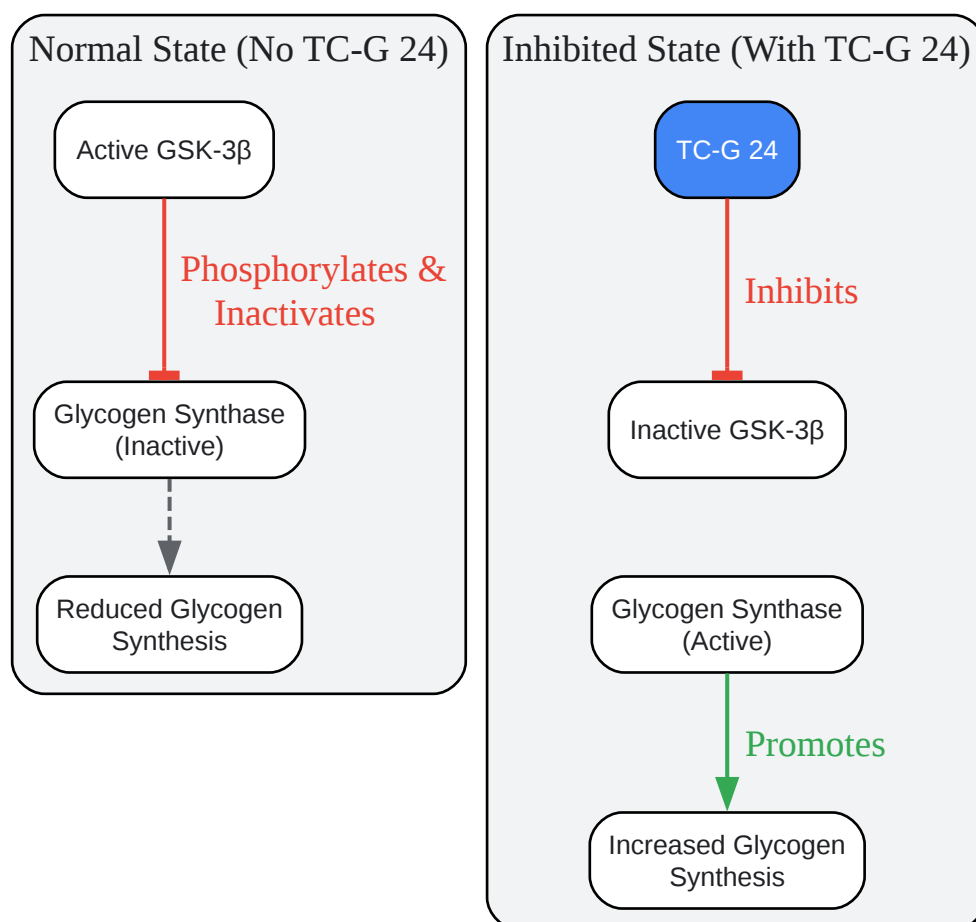 Normal State (No TC-G 24)
Active GSK-3β
Phosphorylates &
Inactivates
Glycogen Synthase
(Inactive)
Reduced Glycogen
Synthesis
Inhibited State (With TC-G 24)
TC-G 24
Inhibits
Inactive GSK-3β
Glycogen Synthase
(Active)
Promotes
Increased Glycogen
Synthesis